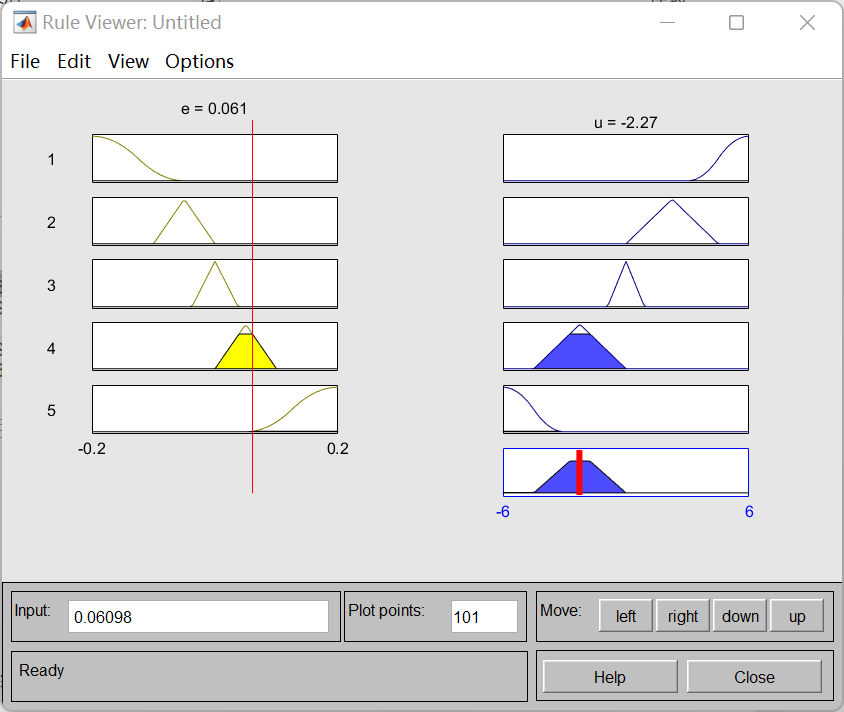 Rule Viewer: Untitled
File Edit View Options
e = 0.061
u = -2.27
1
2
3
4
5
-0.2 0.2
-6 6
Input: 0.06098 Plot points: 101 Move: left right down up
Ready Help Close